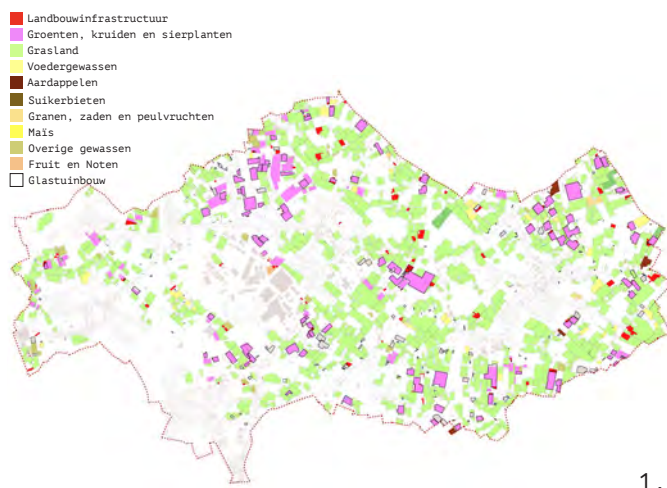 Landbouwinfrastructuur
Groenten, kruiden en sierplanten
Grasland
Voedergewassen
Aardappelen
Suikerbieten
Granen, zaden en peulvruchten
Maïs
Overige gewassen
Fruit en Noten
Glastuinbouw
1.